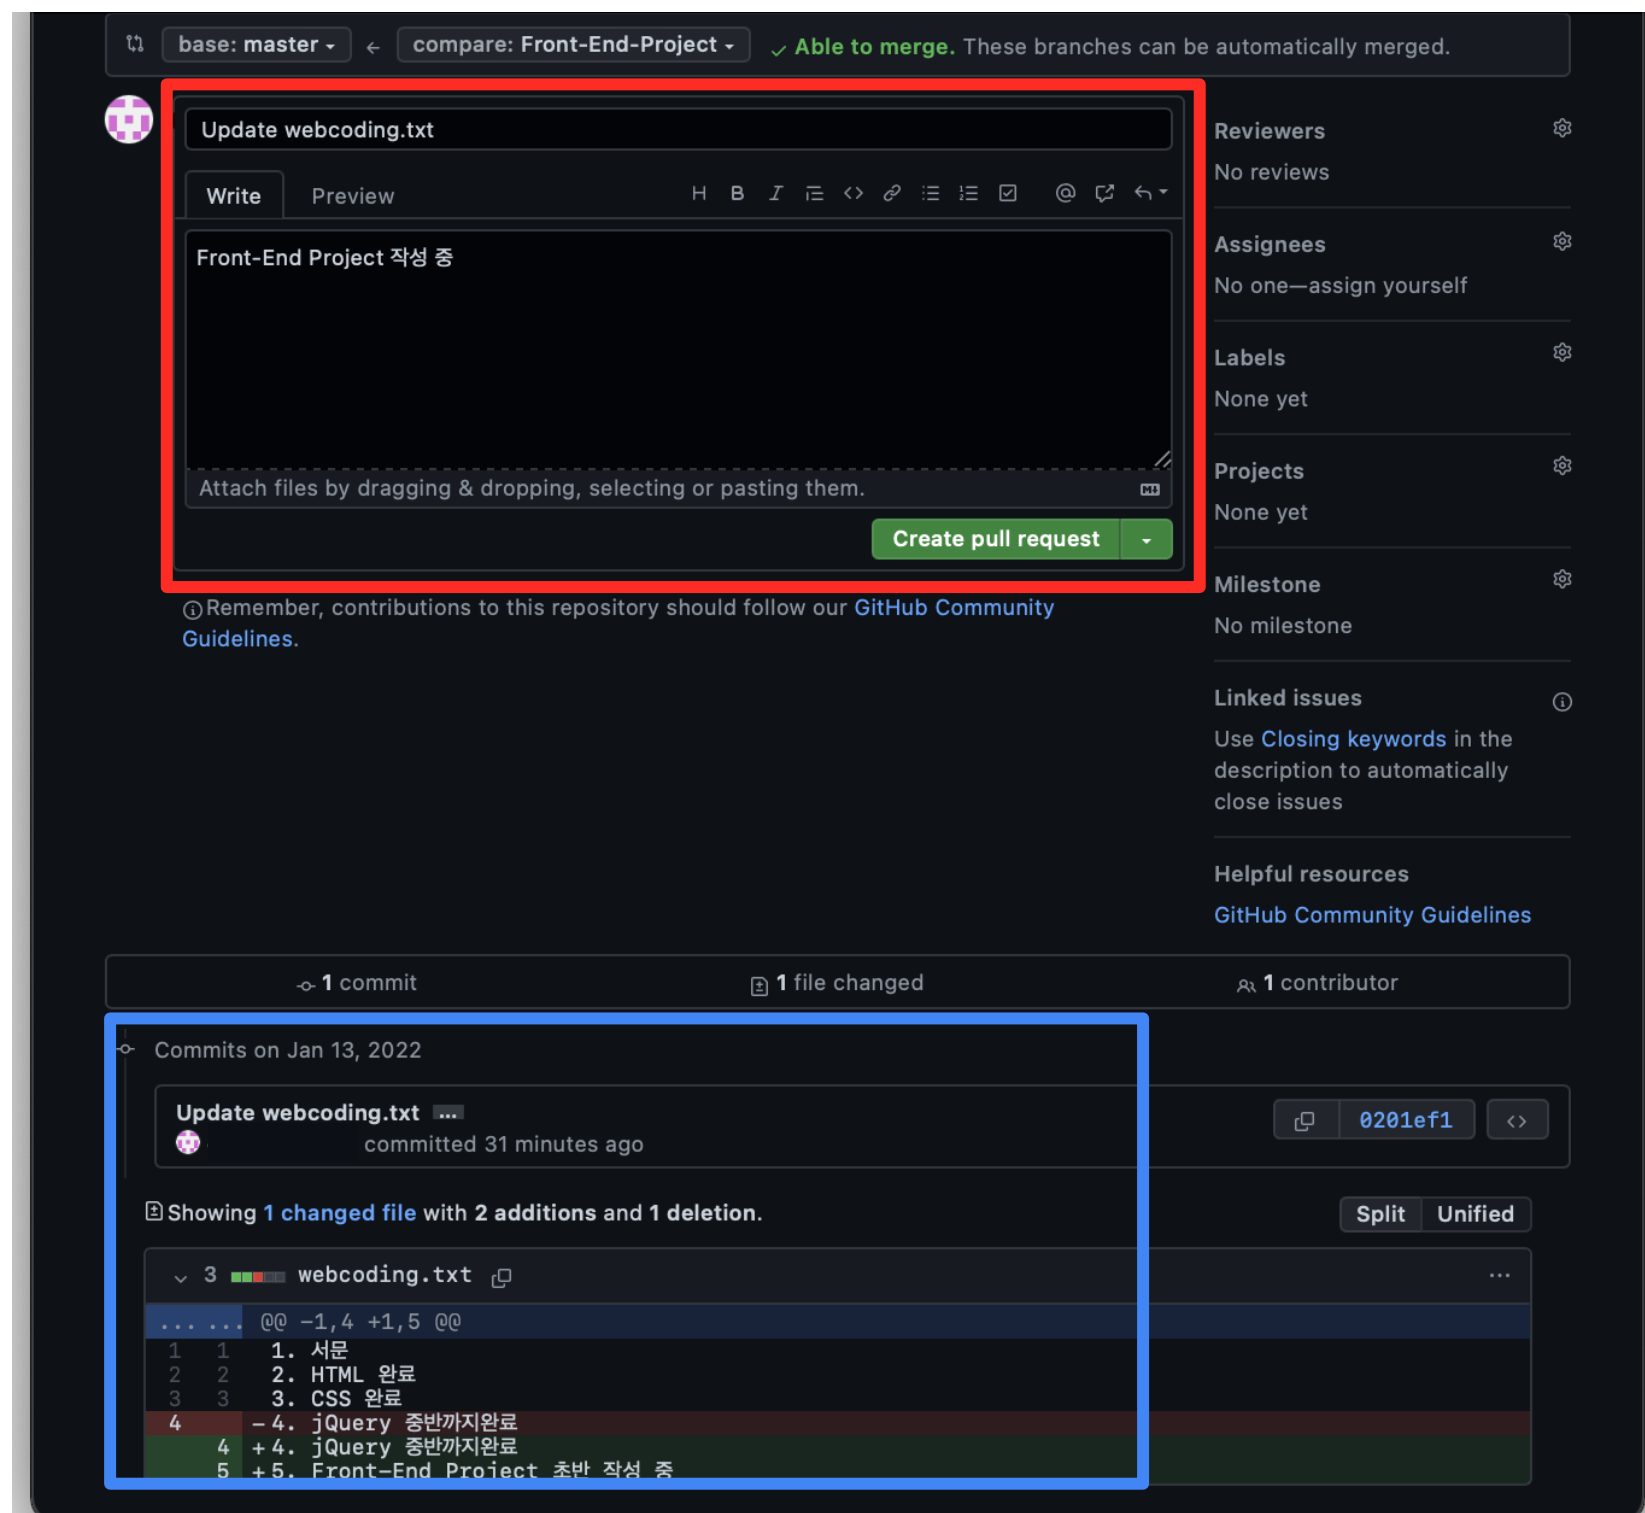 base: master ← compare: Front-End-Project ✓ Able to merge. These branches can be automatically merged.
Update webcoding.txt
Write Preview
Front-End Project 작성 중
Attach files by dragging & dropping, selecting or pasting them.
Create pull request
Remember, contributions to this repository should follow our GitHub Community
Guidelines.
Reviewers
No reviews
Assignees
No one—assign yourself
Labels
None yet
Projects
None yet
Milestone
No milestone
Linked issues
Use Closing keywords in the
description to automatically
close issues
Helpful resources
GitHub Community Guidelines
1 commit 1 file changed 1 contributor
Commits on Jan 13, 2022
Update webcoding.txt ...
committed 31 minutes ago
0201ef1 <>
Showing 1 changed file with 2 additions and 1 deletion.
Split Unified
3 webcoding.txt
... ... @@ -1,4 +1,5 @@
1 1 1. 서문
2 2 2. HTML 완료
3 3 3. CSS 완료
4 -4. jQuery 중반까지완료
4 +4. jQuery 중반까지완료
5 +5. Front-End Project 초반 작성 중